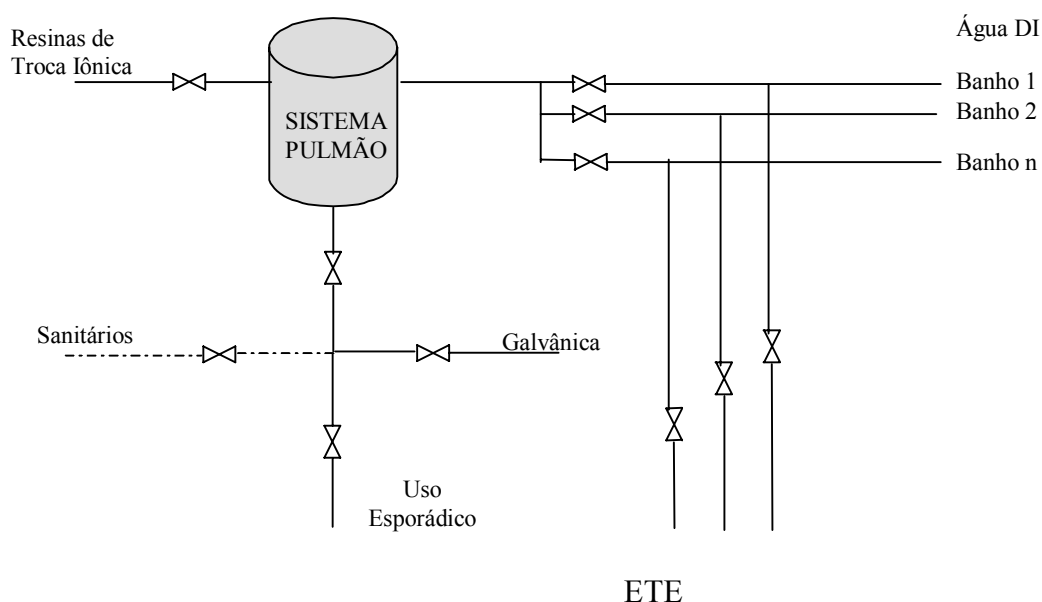 Água DI
Resinas de
Troca Iônica
Banho 1
Banho 2
SISTEMA
PULMÃO
Banho n
Sanitários
Galvânica
Uso
Esporádico
ETE